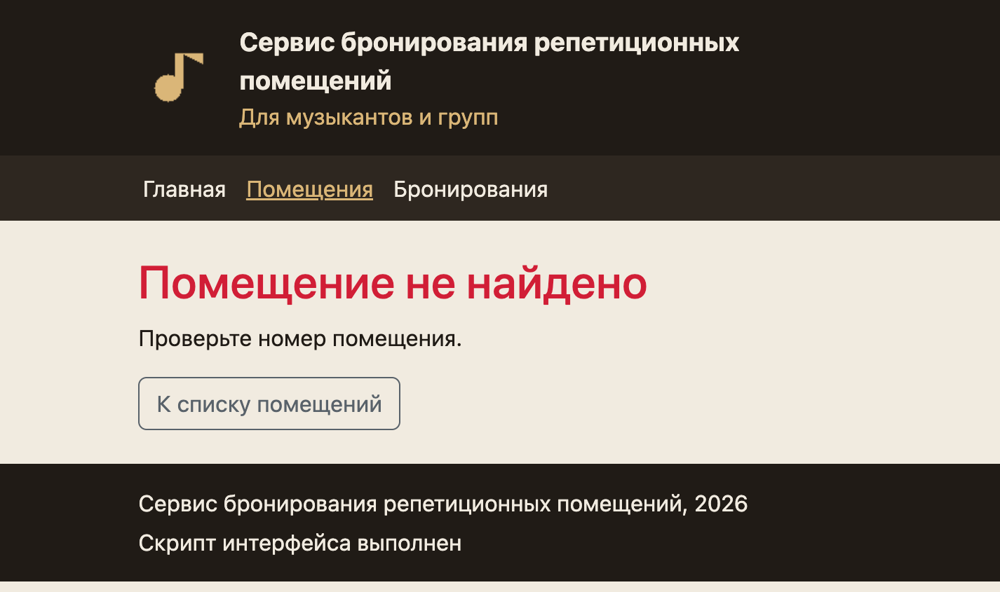 Сервис бронирования репетиционных
помещений
Для музыкантов и групп
Главная Помещения Бронирования
Помещение не найдено
Проверьте номер помещения.
К списку помещений
Сервис бронирования репетиционных помещений, 2026
Скрипт интерфейса выполнен